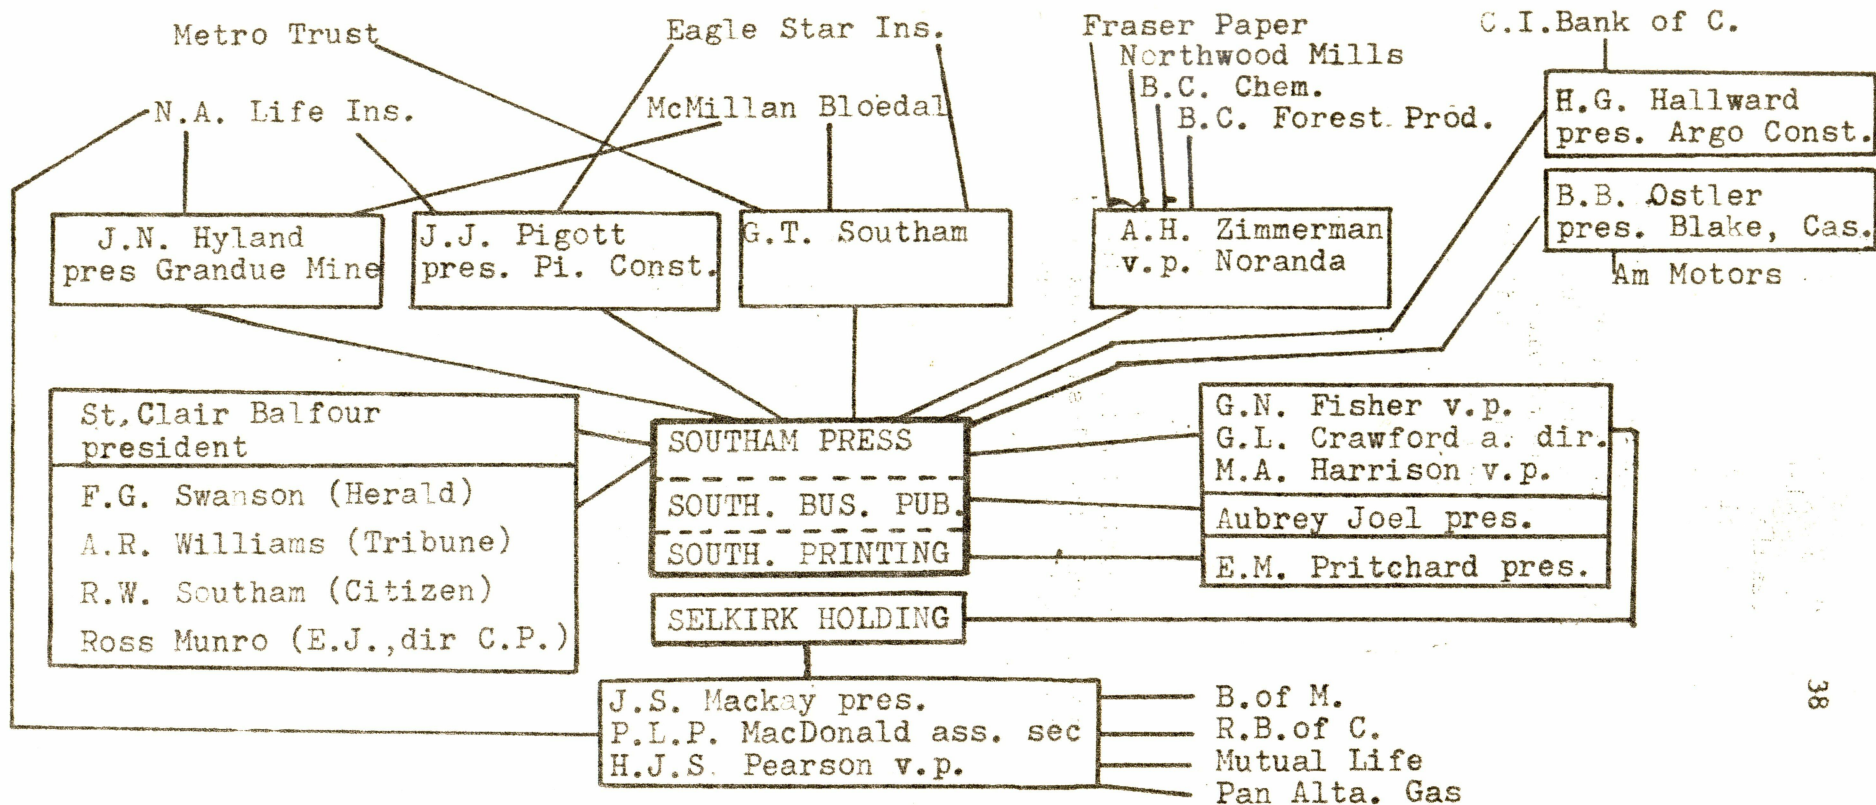 Metro Trust
Eagle Star Ins.
Fraser Paper
C.I.Bank of C.
Northwood Mills
N.A. Life Ins.
McMillan Bloedal
B.C. Chem.
B.C. Forest Prod.
H.G. Hallward
pres. Argo Const.
B.B. Ostler
pres. Blake, Cas.
Am Motors
J.N. Hyland
pres Grandue Mine
J.J. Pigott
pres. Pi. Const.
G.T. Southam
A.H. Zimmerman
v.p. Noranda
St.Clair Balfour
president
F.G. Swanson (Herald)
A.R. Williams (Tribune)
R.W. Southam (Citizen)
Ross Munro (E.J.,dir C.P.)
SOUTHAM PRESS
SOUTH. BUS. PUB.
SOUTH. PRINTING
SELKIRK HOLDING
G.N. Fisher v.p.
G.L. Crawford a. dir.
M.A. Harrison v.p.
Aubrey Joel pres.
E.M. Pritchard pres.
J.S. Mackay pres.
P.L.P. MacDonald ass. sec
H.J.S. Pearson v.p.
B.of M.
R.B.of C.
Mutual Life
Pan Alta. Gas
38